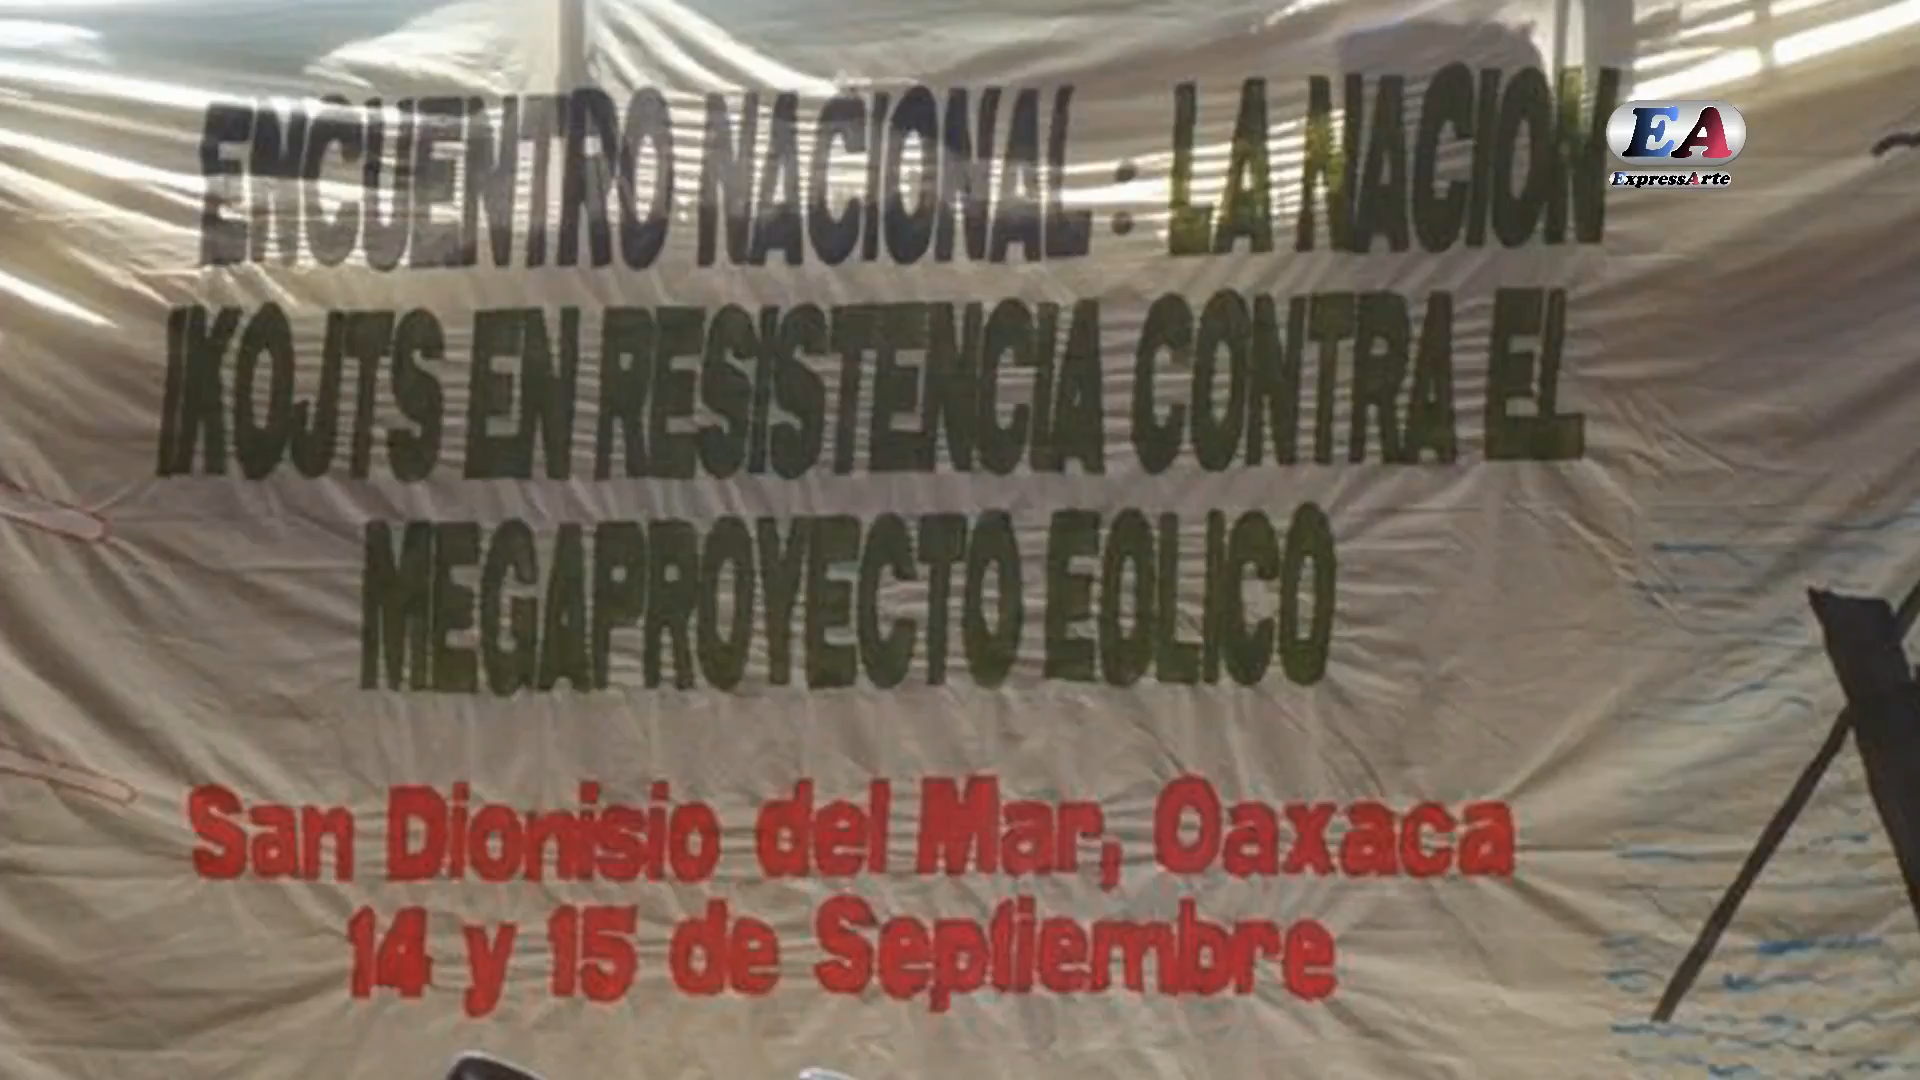 ENCUENTRO NACIONAL : LA NACION
IKOJTS EN RESISTENCIA CONTRA EL
MEGAPROYECTO EOLICO
San Dionisio del Mar, Oaxaca
14 y 15 de Septiembre
EA
ExpressArte